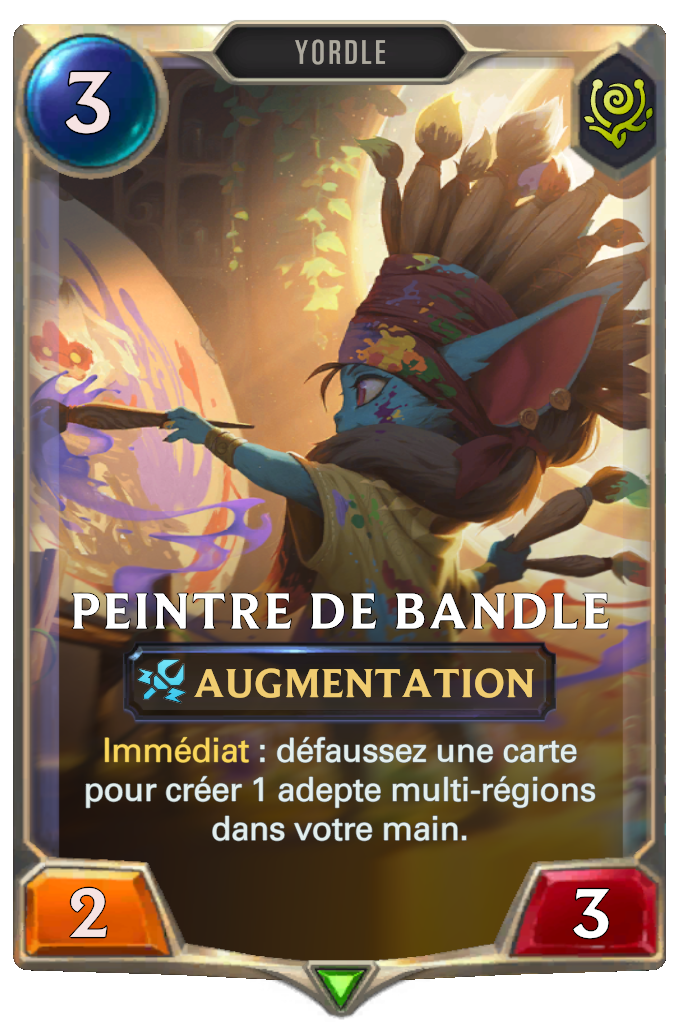 YORDLE
3
PEINTRE DE BANDLE
AUGMENTATION
Immédiat : défaussez une carte
pour créer 1 adepte multi-régions
dans votre main.
2
3